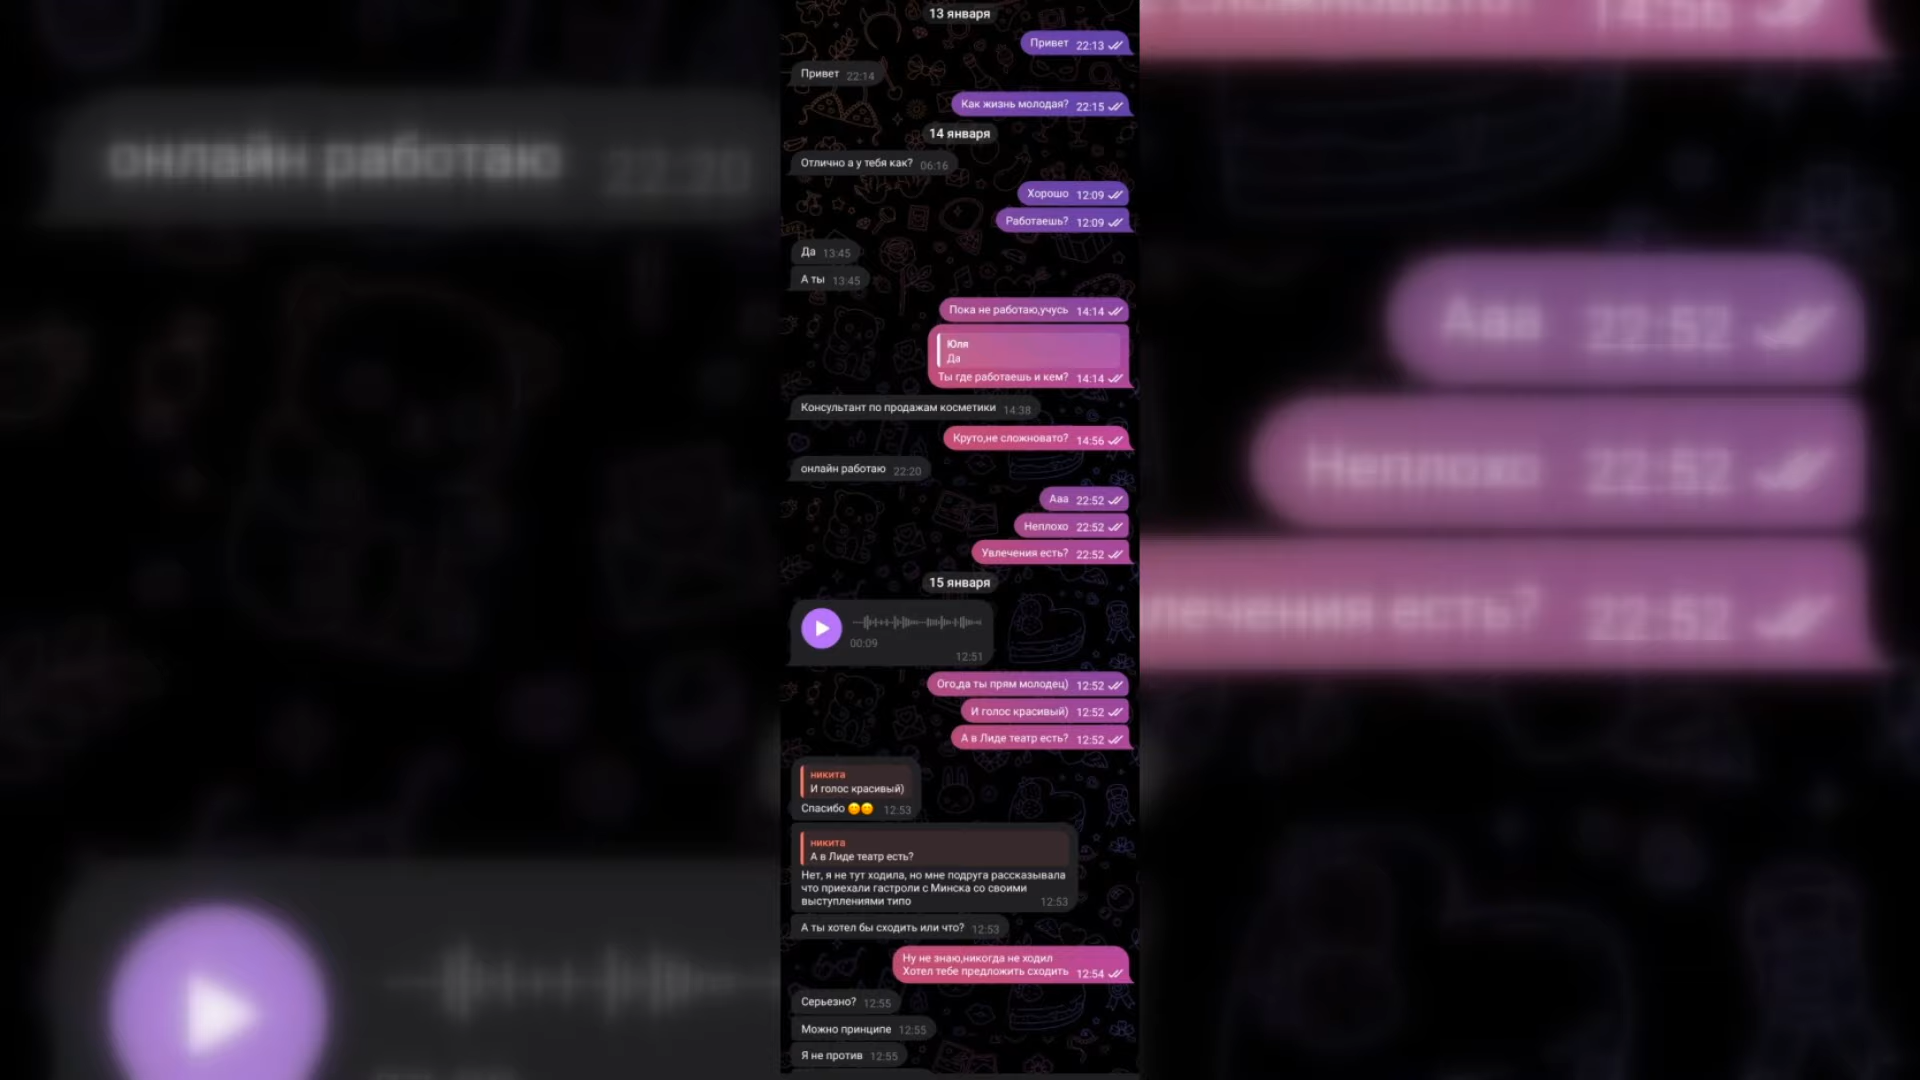 13 января
Привет 22:13
Привет 22:14
Как жизнь молодая? 22:15
14 января
Отлично а у тебя как? 06:16
Хорошо 12:09
Работаешь? 12:09
Да 13:45
А ты 13:45
Пока не работаю,учусь 14:14
Юля
Да
Ты где работаешь и кем? 14:14
Консультант по продажам косметики 14:38
Круто,не сложновато? 14:56
онлайн работаю 22:20
Ааа 22:52
Неплохо 22:52
Увлечения есть? 22:52
15 января
00:09
12:51
Ого,да ты прям молодец) 12:52
И голос красивый) 12:52
А в Лиде театр есть? 12:52
никита
И голос красивый)
Спасибо 😊😊 12:53
никита
А в Лиде театр есть?
Нет, я не тут ходила, но мне подруга рассказывала
что приехали гастроли с Минска со своими
выступлениями типо 12:53
А ты хотел бы сходить или что? 12:53
Ну не знаю,никогда не ходил
Хотел тебе предложить сходить 12:54
Серьезно? 12:55
Можно принципе 12:55
Я не против 12:55
онлайн работаю 22:20
Ааа 22:52
Неплохо 22:52
лечения есть? 22:52